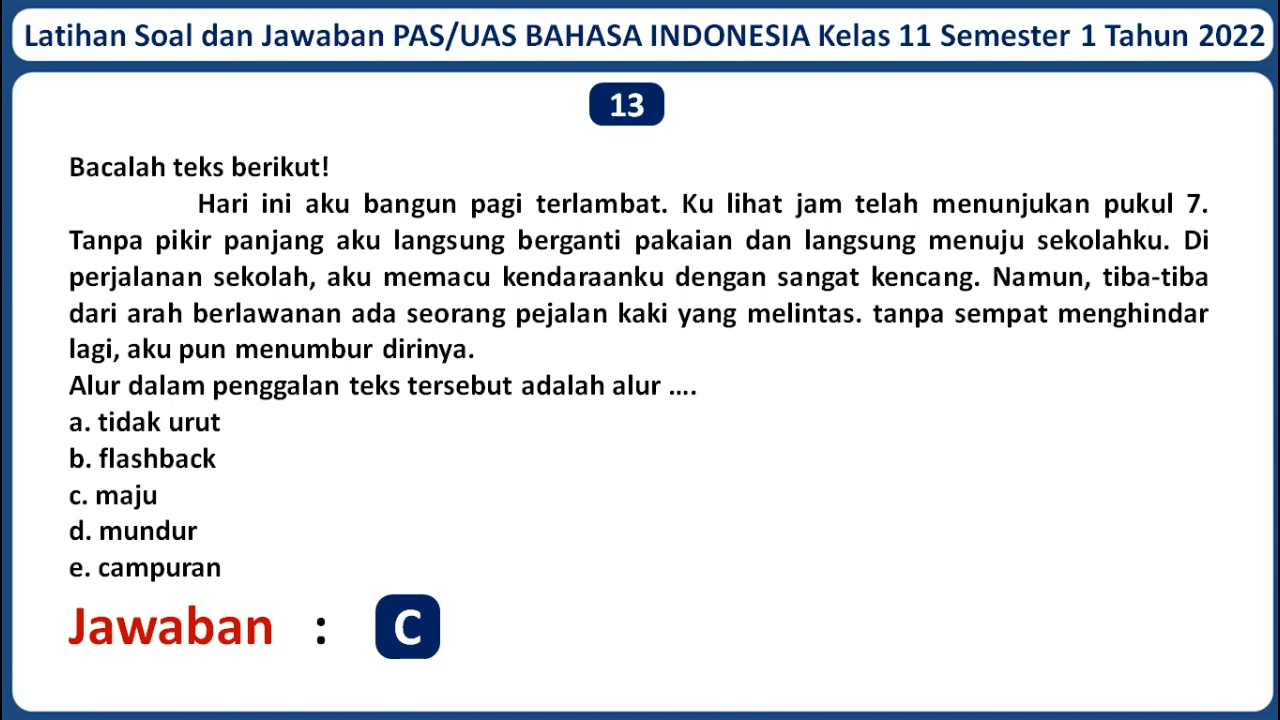 Latihan Soal dan Jawaban PAS/UAS BAHASA INDONESIA Kelas 11 Semester 1 Tahun 2022
13
Bacalah teks berikut!
Hari ini aku bangun pagi terlambat. Ku lihat jam telah menunjukan pukul 7.
Tanpa pikir panjang aku langsung berganti pakaian dan langsung menuju sekolahku. Di
perjalanan sekolah, aku memacu kendaraanku dengan sangat kencang. Namun, tiba-tiba
dari arah berlawanan ada seorang pejalan kaki yang melintas. tanpa sempat menghindar
lagi, aku pun menumbur dirinya.
Alur dalam penggalan teks tersebut adalah alur ....
a. tidak urut
b. flashback
c. maju
d. mundur
e. campuran
Jawaban : C